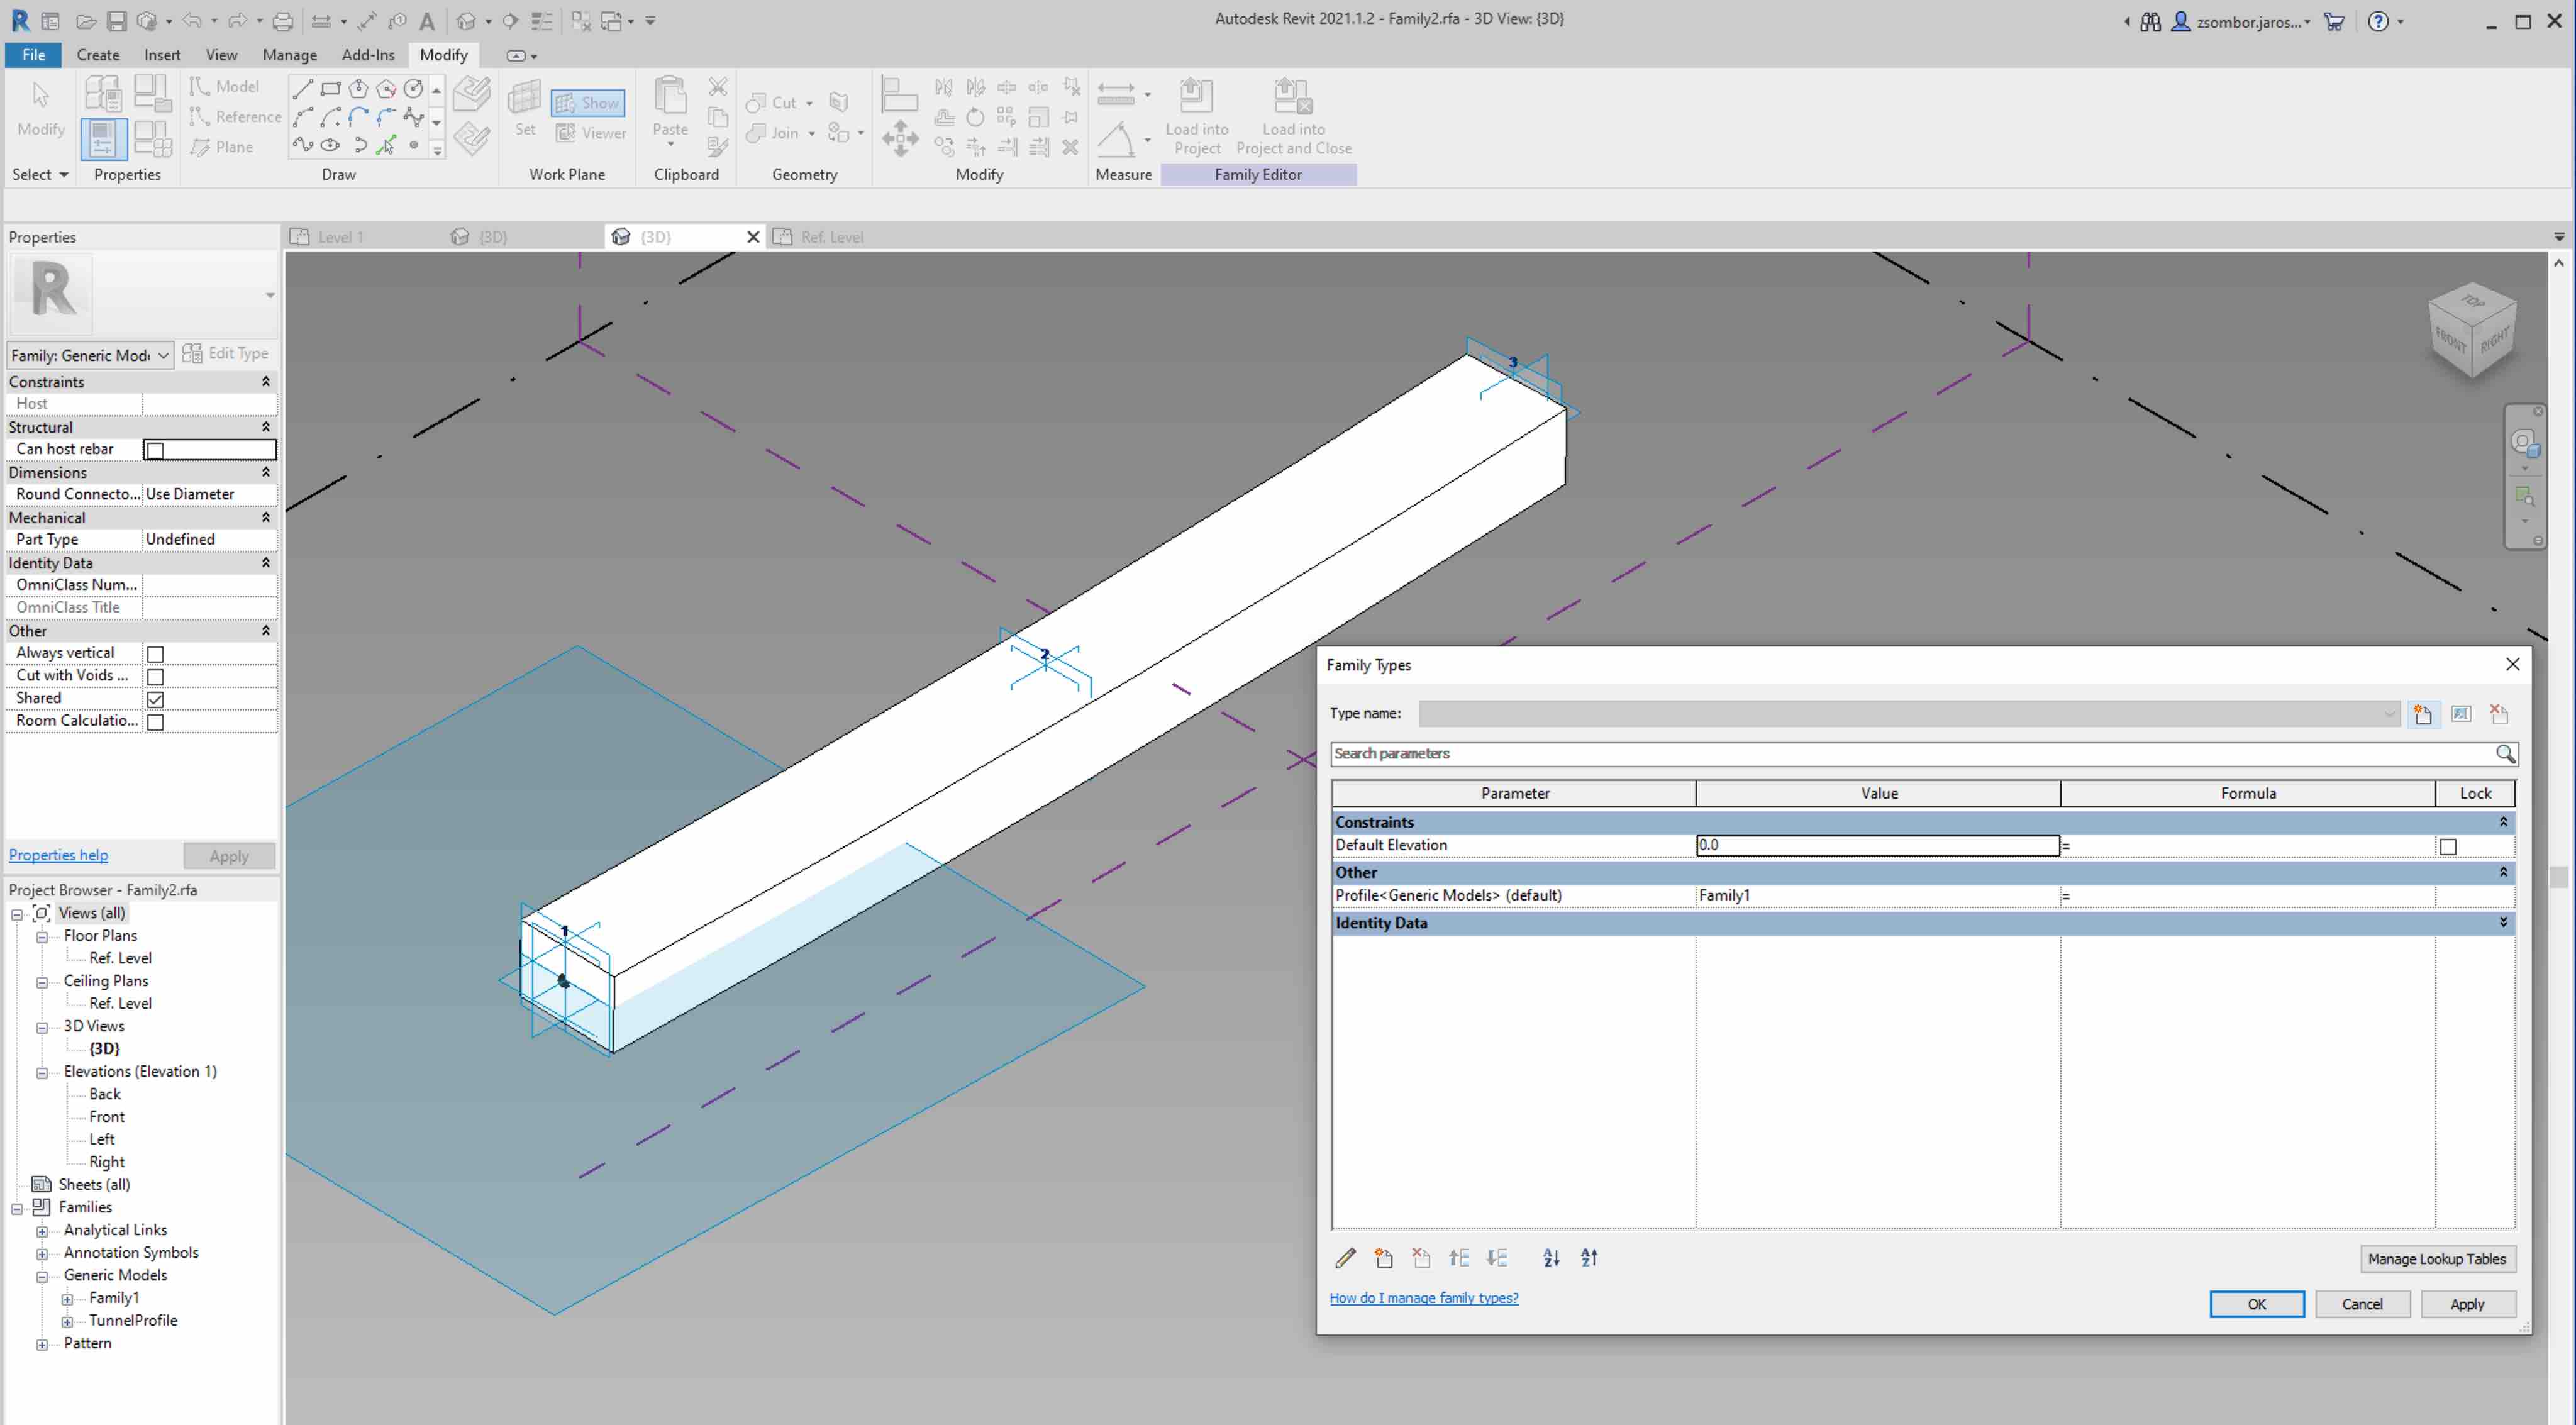 Autodesk Revit 2021.1.2 - Family2.rfa - 3D View: {3D}
zsombor.jaros...
File Create Insert View Manage Add-Ins Modify
Modify
Model
Reference
Plane
Set
Show
Viewer
Paste
Cut
Join
Load into Project
Load into Project and Close
Select Properties Draw Work Plane Clipboard Geometry Modify Measure Family Editor
Properties
Level 1 {3D} {3D} Ref. Level
Family: Generic Mod Edit Type
Constraints
Host
Structural
Can host rebar
Dimensions
Round Connecto... Use Diameter
Mechanical
Part Type Undefined
Identity Data
OmniClass Num...
OmniClass Title
Other
Always vertical
Cut with Voids ...
Shared
Room Calculatio...
Properties help Apply
Project Browser - Family2.rfa
Views (all)
Floor Plans
Ref. Level
Ceiling Plans
Ref. Level
3D Views
{3D}
Elevations (Elevation 1)
Back
Front
Left
Right
Sheets (all)
Families
Analytical Links
Annotation Symbols
Generic Models
Family1
TunnelProfile
Pattern
TOP
FRONT
RIGHT
3
2
1
Family Types
Type name:
Search parameters
Parameter Value Formula Lock
Constraints
Default Elevation 0.0 =
Other
Profile<Generic Models> (default) Family1 =
Identity Data
Manage Lookup Tables
How do I manage family types?
OK Cancel Apply